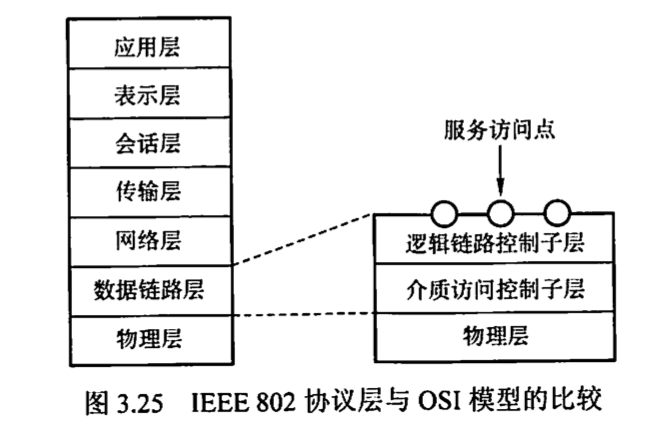 应用层
表示层
会话层
传输层
网络层
数据链路层
物理层
服务访问点
逻辑链路控制子层
介质访问控制子层
物理层
图 3.25 IEEE 802 协议层与 OSI 模型的比较